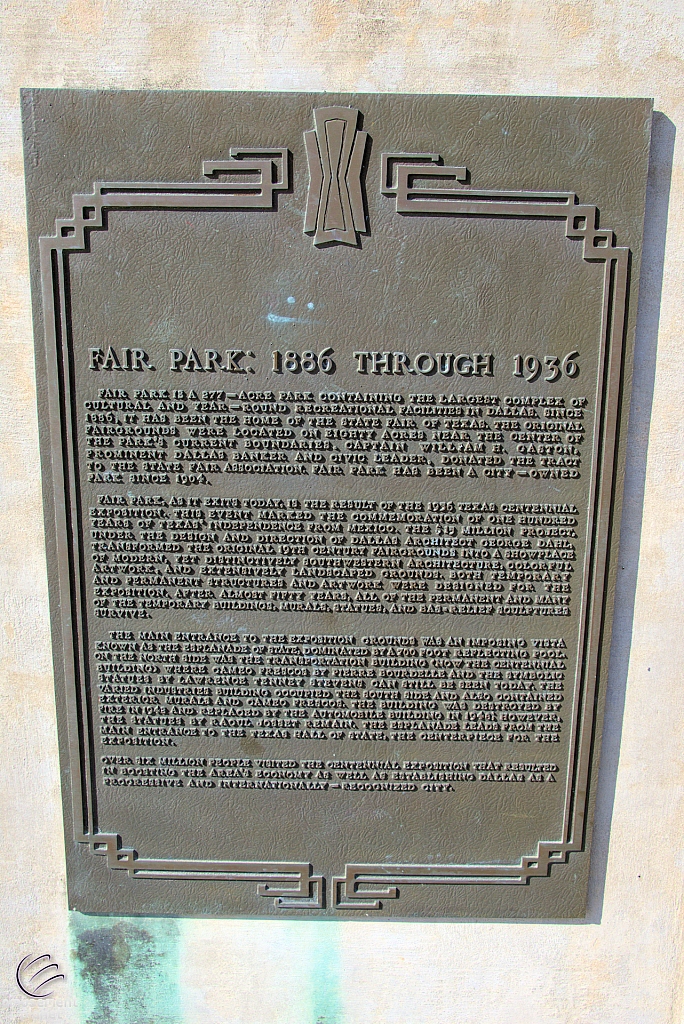 FAIR PARK: 1886 THROUGH 1936
FAIR PARK IS A 277-ACRE PARK CONTAINING THE LARGEST COMPLEX OF
CULTURAL AND YEAR-ROUND RECREATIONAL FACILITIES IN DALLAS. SINCE
1886, IT HAS BEEN THE HOME OF THE STATE FAIR OF TEXAS. THE ORIGINAL
FAIRGROUNDS WERE LOCATED ON EIGHTY ACRES NEAR THE CENTER OF
THE PARK'S CURRENT BOUNDARIES. CAPTAIN WILLIAM H. GASTON,
PROMINENT DALLAS BANKER AND CIVIC LEADER, DONATED THE TRACT
TO THE STATE FAIR ASSOCIATION. FAIR PARK HAS BEEN A CITY-OWNED
PARK SINCE 1904.
FAIR PARK, AS IT EXITS TODAY, IS THE RESULT OF THE 1936 TEXAS CENTENNIAL
EXPOSITION. THIS EVENT MARKED THE COMMEMORATION OF ONE HUNDRED
YEARS OF TEXAS' INDEPENDENCE FROM MEXICO. THE $25 MILLION PROJECT,
UNDER THE DESIGN AND DIRECTION OF DALLAS ARCHITECT GEORGE DAHL,
TRANSFORMED THE ORIGINAL 19TH CENTURY FAIRGROUNDS INTO A SHOWPLACE
OF MODERN, YET DISTINCTIVELY SOUTHWESTERN ARCHITECTURE, COLORFUL
ARTWORK, AND EXTENSIVELY LANDSCAPED GROUNDS. BOTH TEMPORARY
AND PERMANENT STRUCTURES AND ARTWORK WERE DESIGNED FOR THE
EXPOSITION. AFTER ALMOST FIFTY YEARS, ALL OF THE PERMANENT AND MANY
OF THE TEMPORARY BUILDINGS, MURALS, STATUES, AND BAS-RELIEF SCULPTURES
SURVIVE.
THE MAIN ENTRANCE TO THE EXPOSITION GROUNDS WAS AN IMPOSING VISTA
KNOWN AS THE ESPLANADE OF STATE, DOMINATED BY A 700 FOOT REFLECTING POOL.
ON THE NORTH SIDE WAS THE TRANSPORTATION BUILDING (NOW THE CENTENNIAL
BUILDING) WHERE CAMEO FRESCOS BY PIERRE BOURDELLE AND THE SYMBOLIC
STATUES BY LAWRENCE TENNEY STEVENS CAN STILL BE SEEN TODAY. THE
VARIED INDUSTRIES BUILDING OCCUPIED THE SOUTH SIDE AND ALSO CONTAINED
EXTERIOR MURALS AND CAMEO FRESCOS. THE BUILDING WAS DESTROYED BY
FIRE IN 1942 AND REPLACED BY THE AUTOMOBILE BUILDING IN 1948; HOWEVER,
THE STATUES BY RAOUL JOSSET REMAIN. THE ESPLANADE LEADS FROM THE
MAIN ENTRANCE TO THE TEXAS HALL OF STATE, THE CENTERPIECE FOR THE
EXPOSITION.
OVER SIX MILLION PEOPLE VISITED THE CENTENNIAL EXPOSITION THAT RESULTED
IN BOOSTING THE AREA'S ECONOMY AS WELL AS ESTABLISHING DALLAS AS A
PROGRESSIVE AND INTERNATIONALLY-RECOGNIZED CITY.